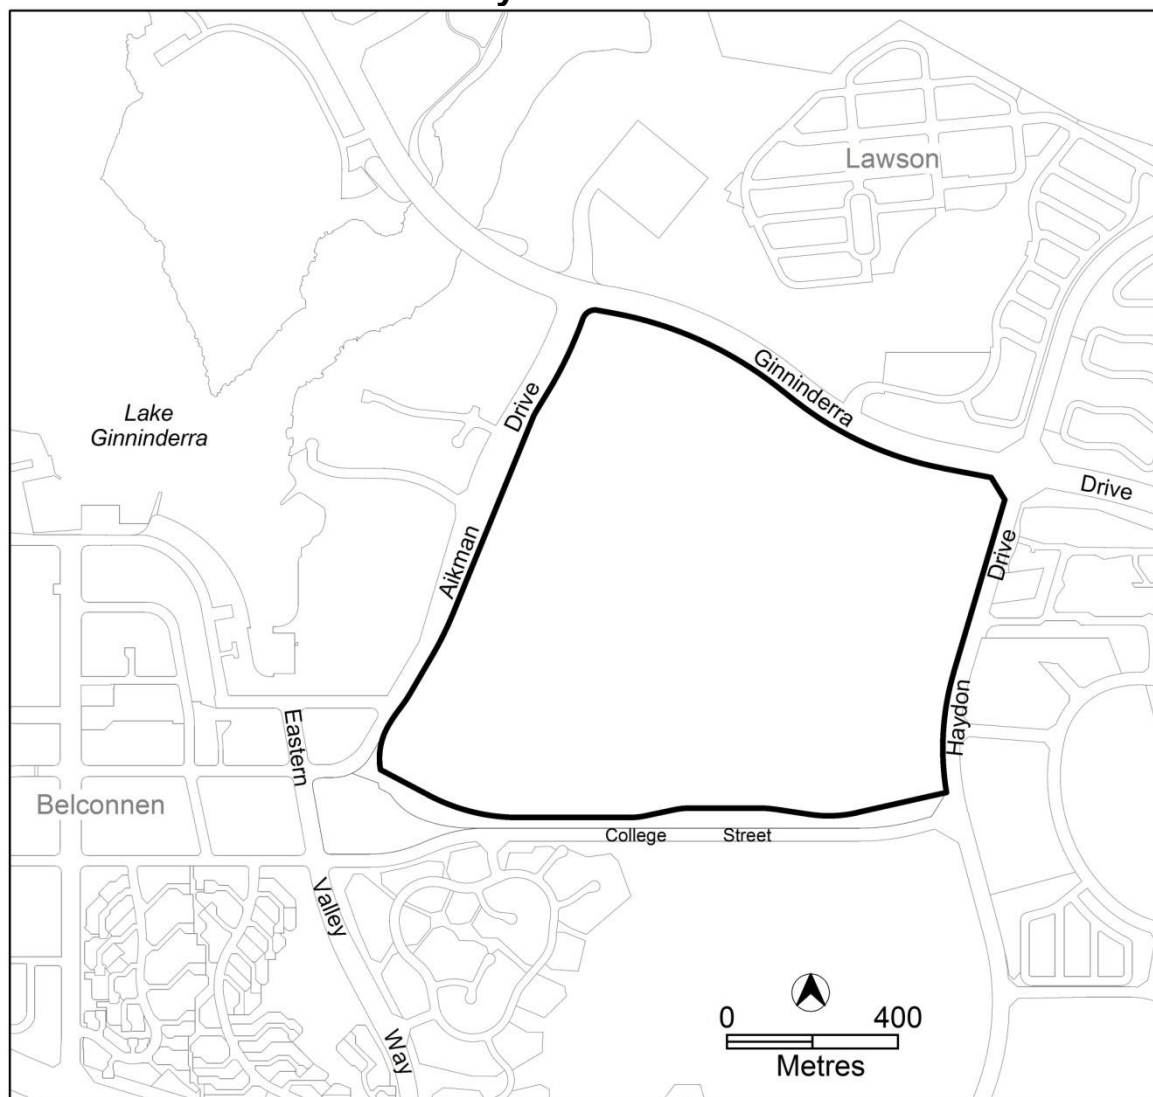 Lawson
Ginninderra
Lake
Ginninderra
Drive
Drive
Aikman
Drive
Haydon
Eastern
Belconnen
College Street
Valley
Way
0 400
Metres